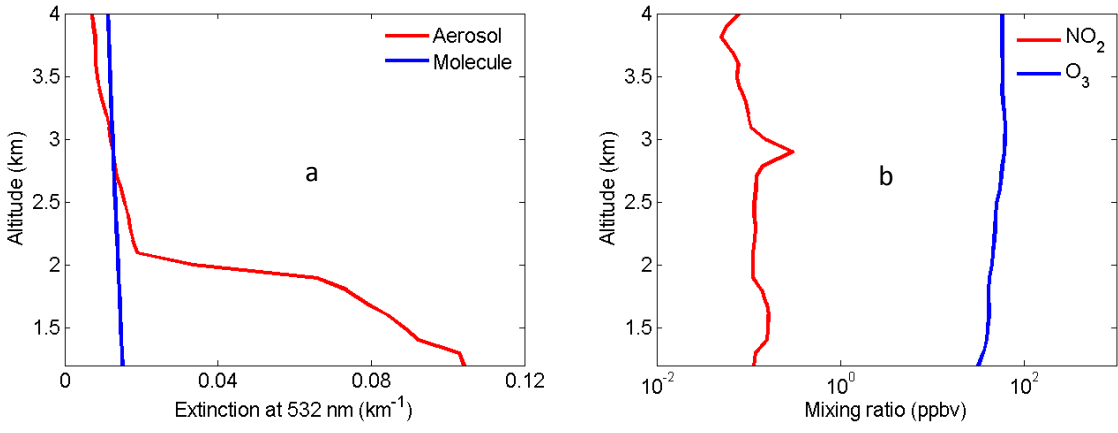 4
3.5
3
2.5
2
1.5
Altitude (km)
0
0.04
0.08
0.12
Extinction at 532 nm (km⁻¹)
Aerosol
Molecule
a
4
3.5
3
2.5
2
1.5
Altitude (km)
10⁻²
10⁰
10²
Mixing ratio (ppbv)
NO₂
O₃
b